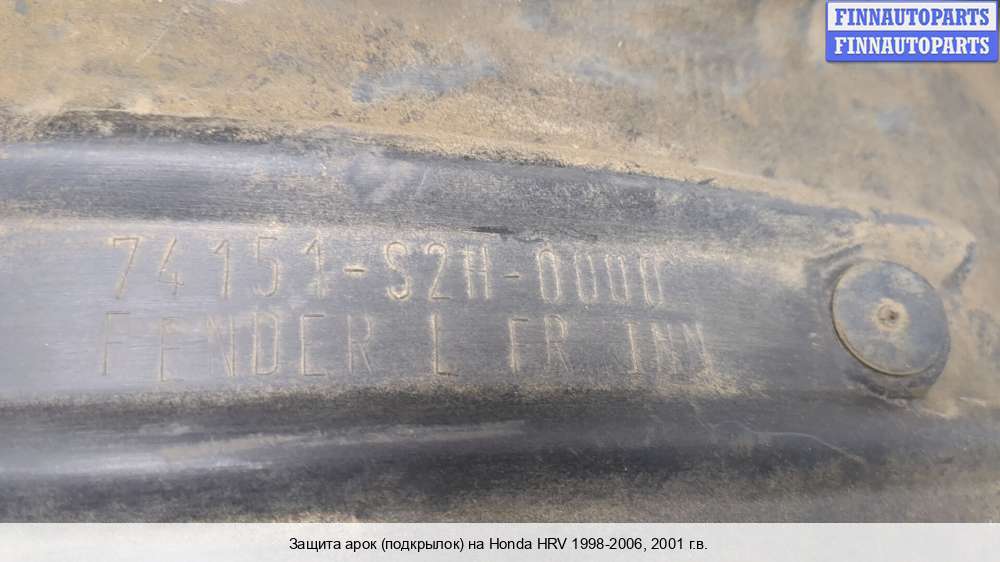 FINNAUTOPARTS
FINNAUTOPARTS
74151-S2H-0000
FENDER L FR INN
Защита арок (подкрылок) на Honda HRV 1998-2006, 2001 г.в.